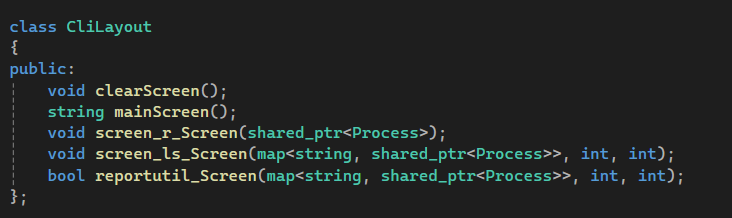 class CliLayout
{
public:
    void clearScreen();
    string mainScreen();
    void screen_r_Screen(shared_ptr<Process>);
    void screen_ls_Screen(map<string, shared_ptr<Process>>, int, int);
    bool reportutil_Screen(map<string, shared_ptr<Process>>, int, int);
};